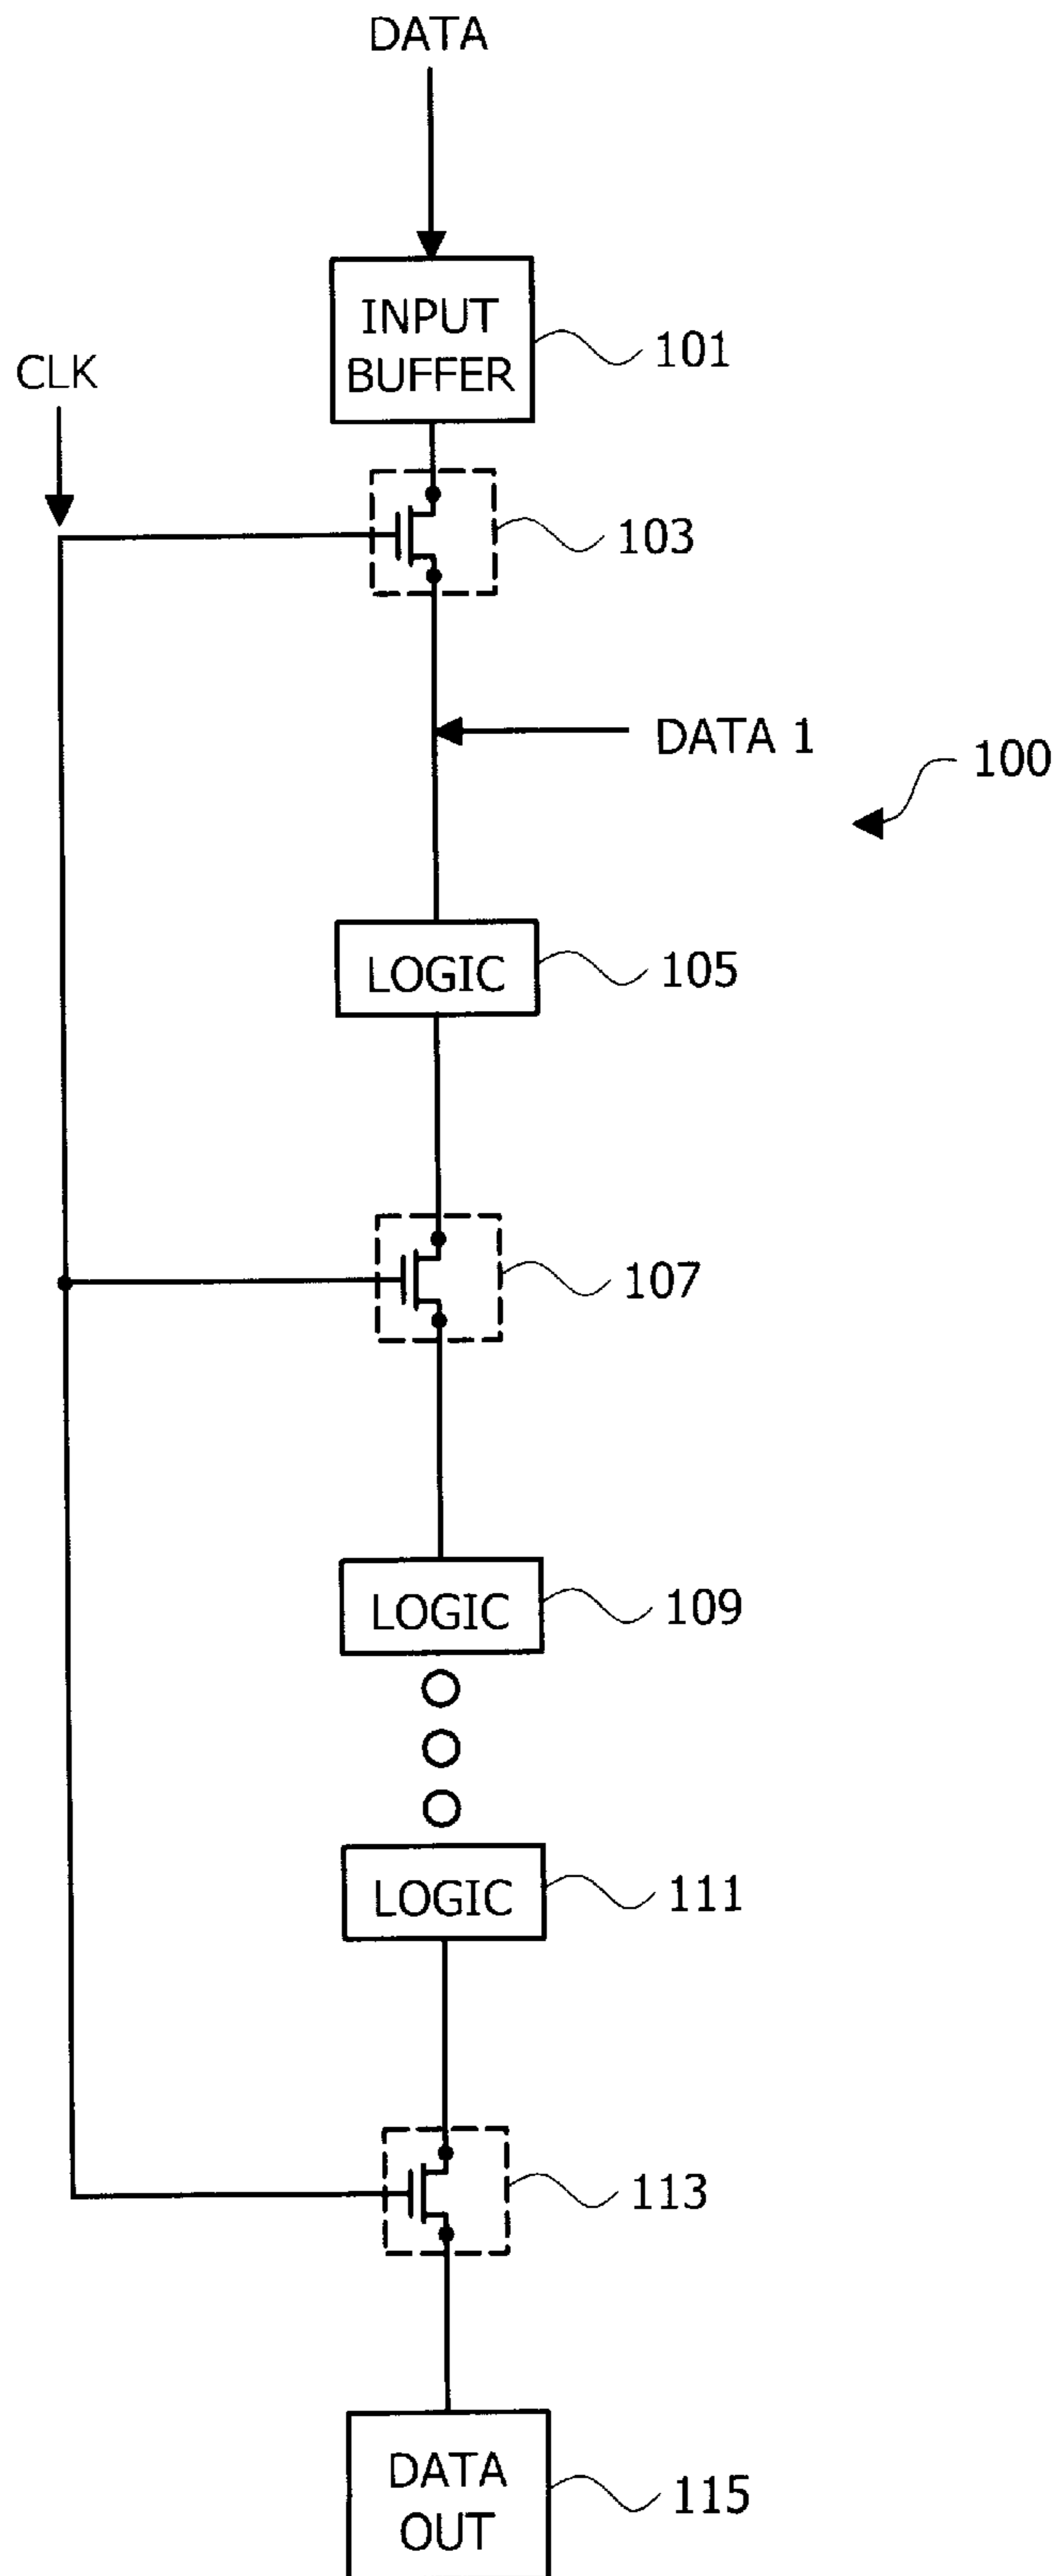 DATA
INPUT
BUFFER
101
CLK
103
DATA 1
100
LOGIC
105
107
LOGIC
109
LOGIC
111
113
DATA
OUT
115